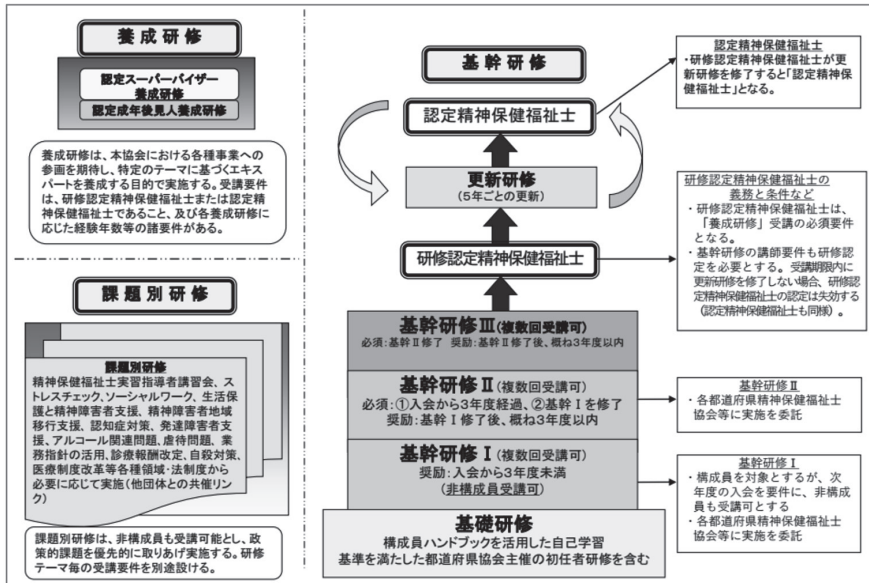 養成研修
認定スーパーバイザー
養成研修
認定成年後見人養成研修
養成研修は、本協会における各種事業への
参画を期待し、特定のテーマに基づくエキス
パートを養成する目的で実施する。受講要件
は、研修認定精神保健福祉士または認定精
神保健福祉士であること、及び各養成研修に
応じた経験年数等の諸要件がある。
課題別研修
課題別研修
精神保健福祉士実習指導者講習会、ス
トレスチェック、ソーシャルワーク、生活保
護と精神障害者支援、精神障害者地域
移行支援、認知症対策、発達障害者支
援、アルコール関連問題、虐待問題、業
務指針の活用、診療報酬改定、自殺対策、
医療制度改革等各種領域・法制度から
必要に応じて実施(他団体との共催リン
ク)
課題別研修は、非構成員も受講可能とし、政
策的課題を優先的に取りあげ実施する。研修
テーマ毎の受講要件を別途設ける。
基幹研修
認定精神保健福祉士
更新研修
(5年ごとの更新)
研修認定精神保健福祉士
基幹研修Ⅲ(複数回受講可)
必須:基幹Ⅱ修了 奨励:基幹Ⅱ修了後、概ね3年度以内
基幹研修Ⅱ(複数回受講可)
必須:①入会から3年度経過、②基幹Ⅰを修了
奨励:基幹Ⅰ修了後、概ね3年度以内
基幹研修Ⅰ(複数回受講可)
奨励:入会から3年度未満
(非構成員受講可)
基礎研修
構成員ハンドブックを活用した自己学習
基準を満たした都道府県協会主催の初任者研修を含む
認定精神保健福祉士
・研修認定精神保健福祉士が更
新研修を修了すると「認定精神保
健福祉士」となる。
研修認定精神保健福祉士の
義務と条件など
・研修認定精神保健福祉士は、
「養成研修」受講の必須要件
となる。
・基幹研修の講師要件も研修認
定を必要とする。受講期限内に
更新研修を修了しない場合、研修認
定精神保健福祉士の認定は失効する
(認定精神保健福祉士も同様)。
基幹研修Ⅱ
・各都道府県精神保健福祉士
協会等に実施を委託
基幹研修Ⅰ
・構成員を対象とするが、次
年度の入会を要件に、非構成
員も受講可とする
・各都道府県精神保健福祉士
協会等に実施を委託